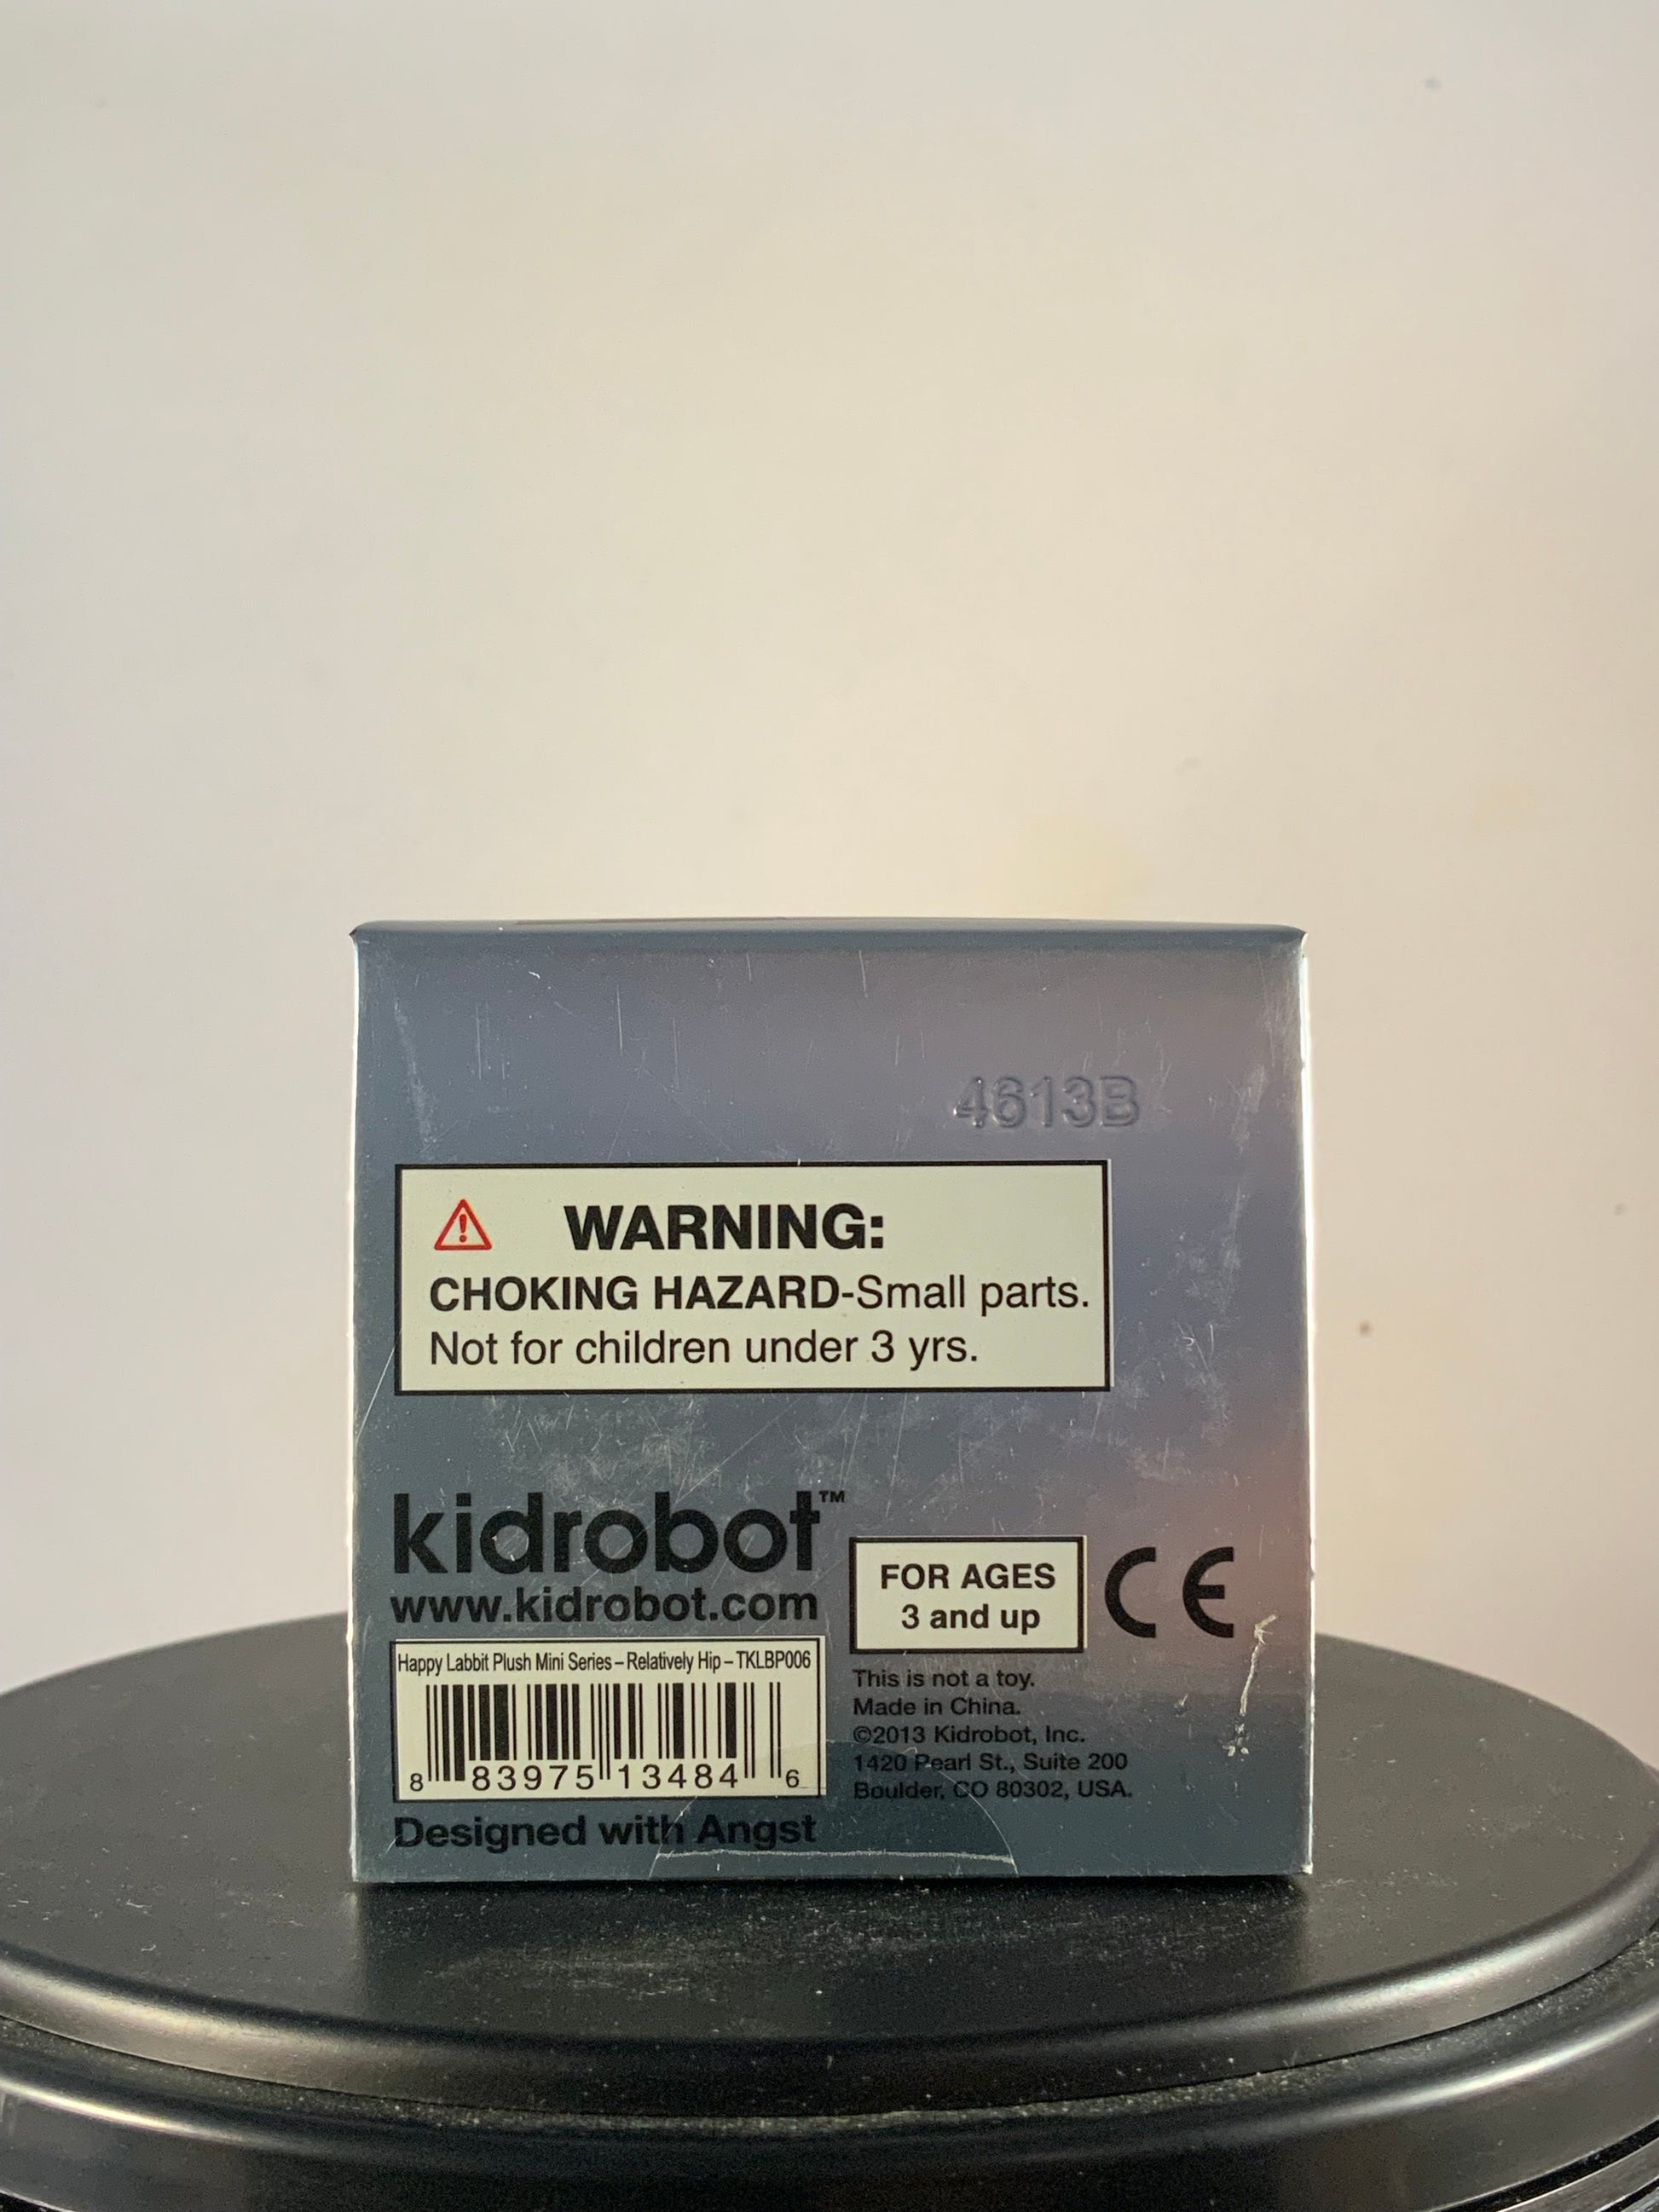 4613B
WARNING:
CHOKING HAZARD-Small parts.
Not for children under 3 yrs.
kidrobot™
www.kidrobot.com
FOR AGES
3 and up
CE
Happy Labbit Plush Mini Series – Relatively Hip – TKLBP006
8 83975 13484 6
This is not a toy.
Made in China.
©2013 Kidrobot, Inc.
1420 Pearl St., Suite 200
Boulder, CO 80302, USA.
Designed with Angst